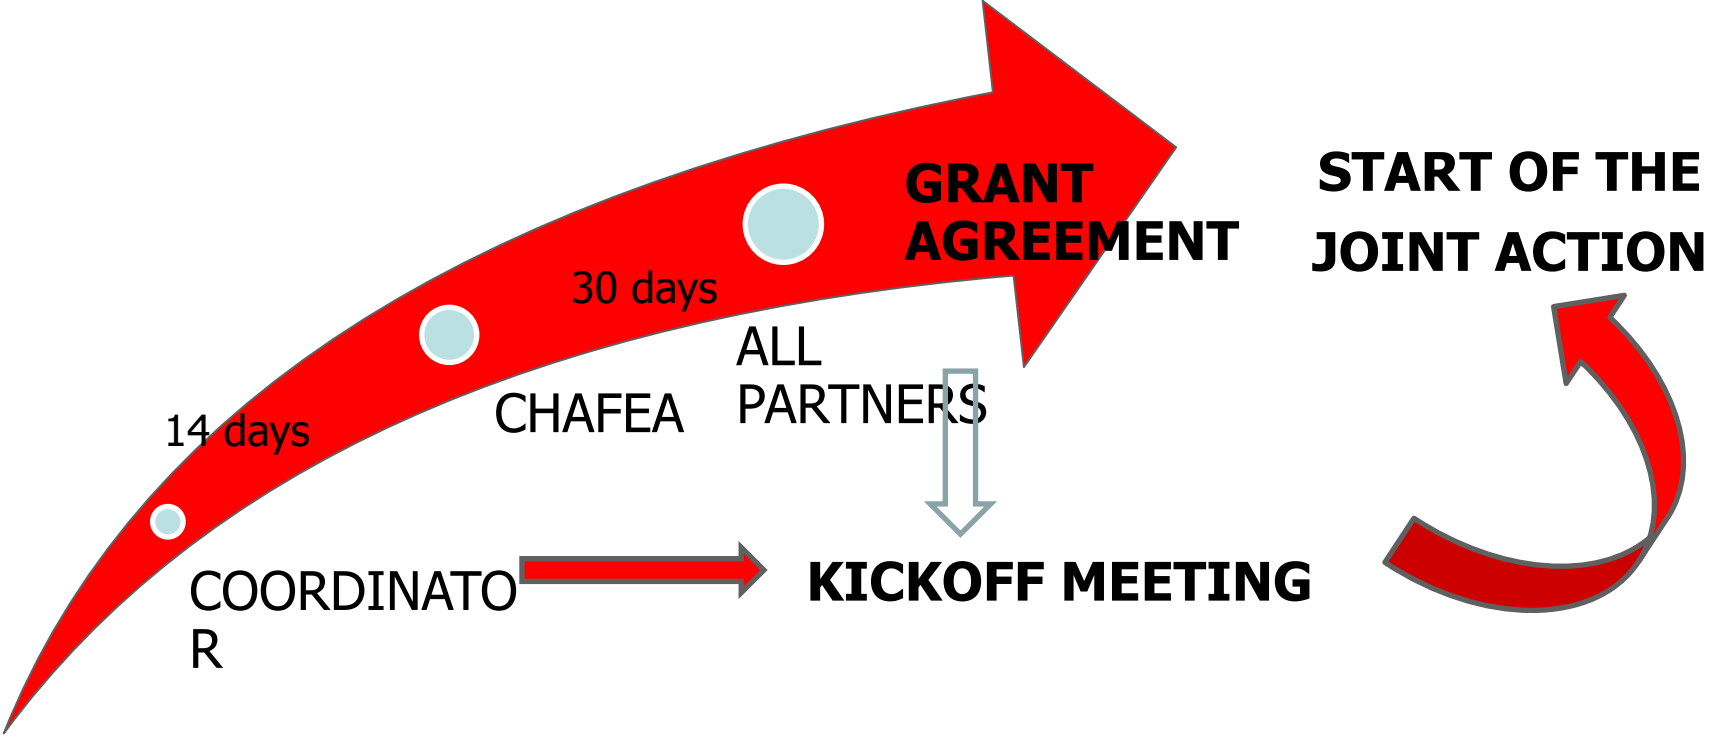 GRANT
AGREEMENT
START OF THE
JOINT ACTION
30 days
ALL
PARTNERS
CHAFEA
14 days
COORDINATO
R
KICKOFF MEETING